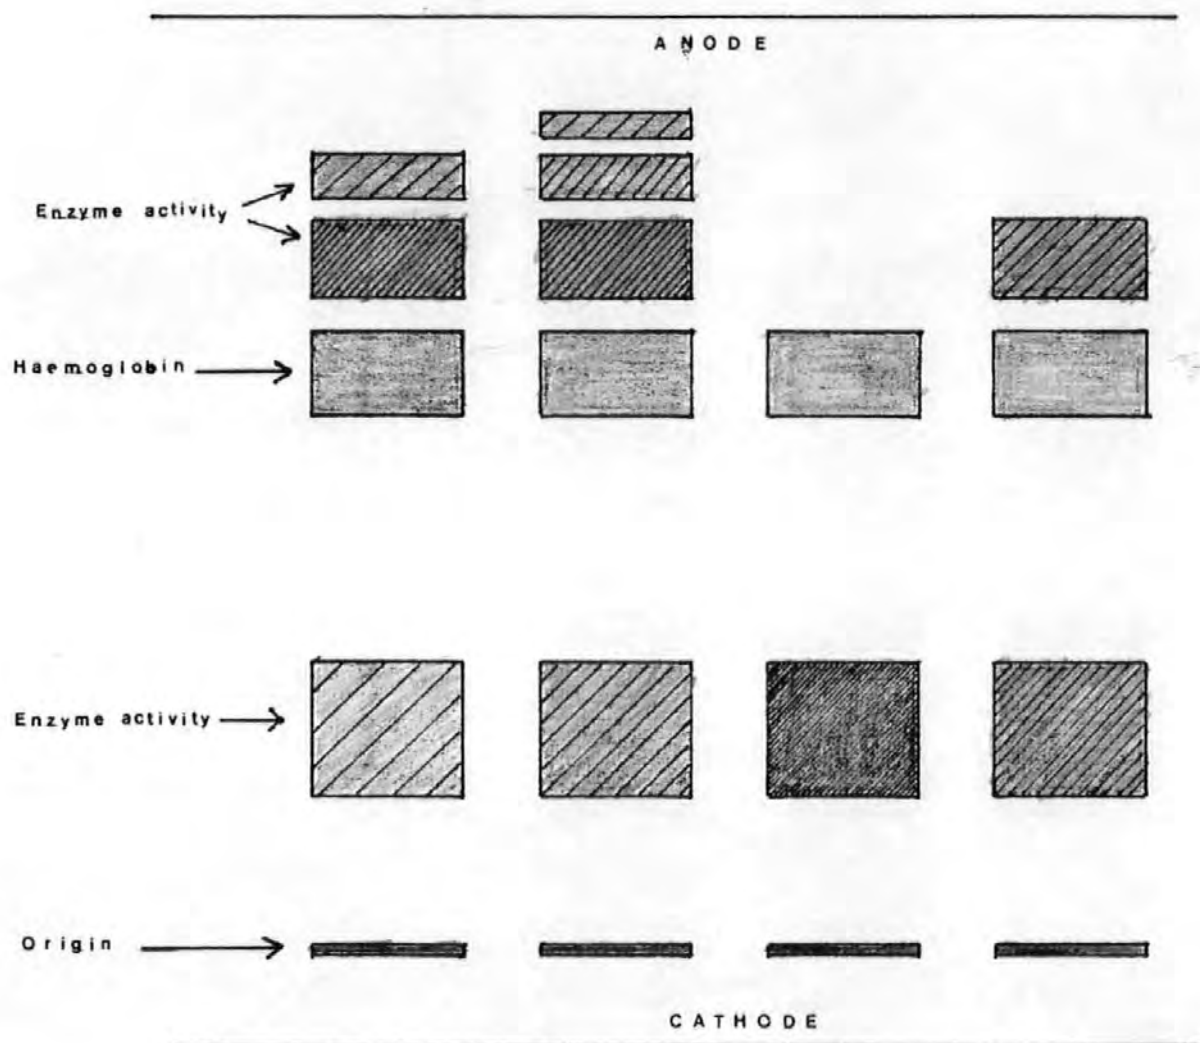 ANODE
Enzyme activity
Haemoglobin
Enzyme activity
Origin
CATHODE